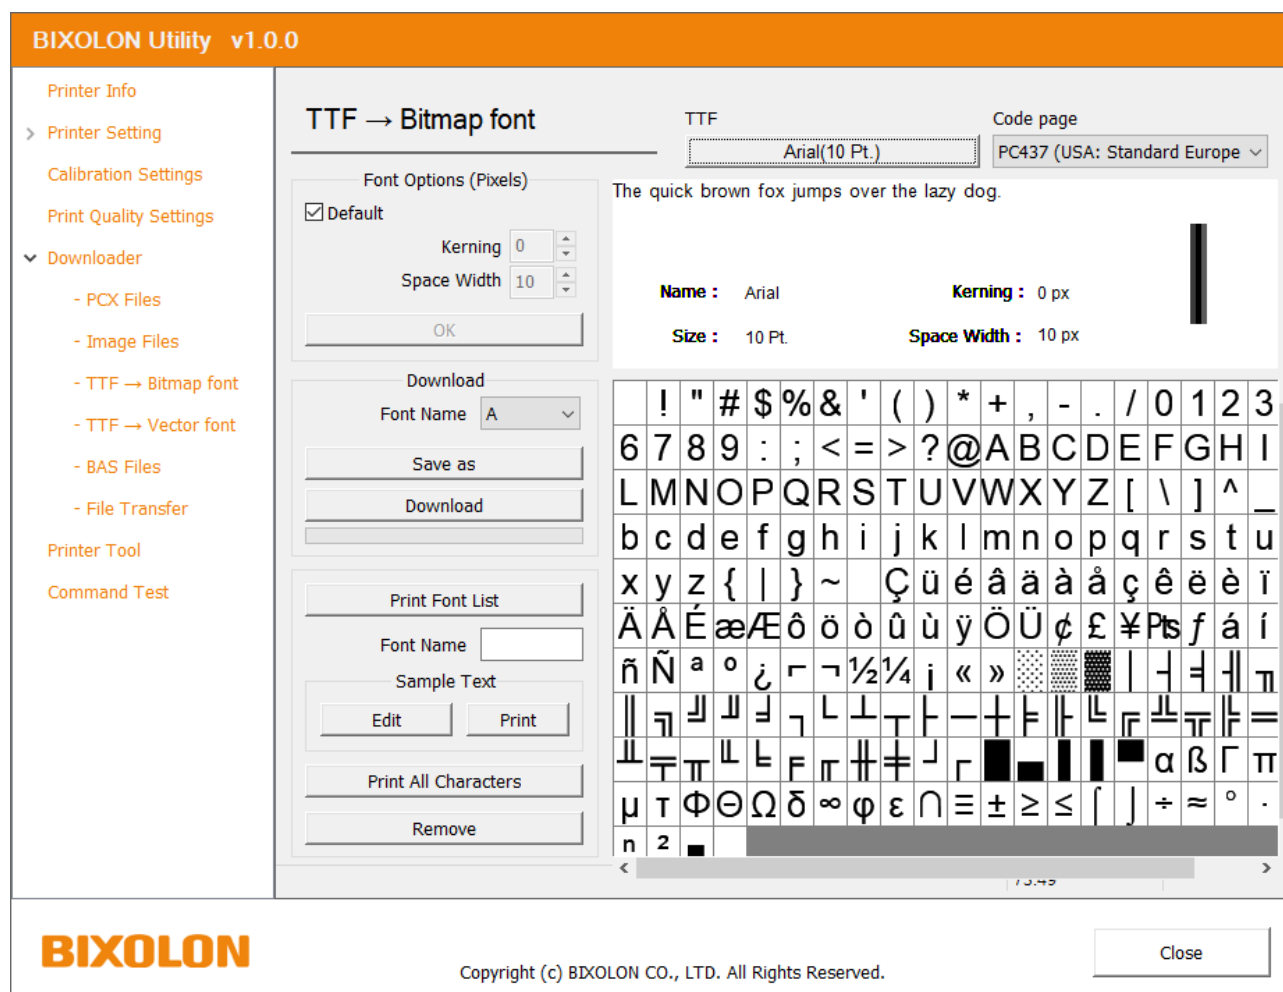 BIXOLON Utility v1.0.0
Printer Info
Printer Setting
Calibration Settings
Print Quality Settings
Downloader
- PCX Files
- Image Files
- TTF → Bitmap font
- TTF → Vector font
- BAS Files
- File Transfer
Printer Tool
Command Test
TTF → Bitmap font
TTF
Arial(10 Pt.)
Code page
PC437 (USA: Standard Europe
Font Options (Pixels)
Default
Kerning 0
Space Width 10
OK
Download
Font Name A
Save as
Download
Print Font List
Font Name
Sample Text
Edit Print
Print All Characters
Remove
The quick brown fox jumps over the lazy dog.
Name : Arial Kerning : 0 px
Size : 10 Pt. Space Width : 10 px
! " # $ % & ' ( ) * + , - . / 0 1 2 3
6 7 8 9 : ; < = > ? @ A B C D E F G H I
L M N O P Q R S T U V W X Y Z [ \ ] ^ _
b c d e f g h i j k l m n o p q r s t u
x y z { | } ~ Ç ü é â ä à å ç ê ë è ï
Ä Å É æ Æ ô ö ò û ù ÿ Ö Ü ¢ £ ¥ ₧ ƒ á í
ñ Ñ ª º ¿ ⌐ ¬ ½ ¼ ¡ « » ░ ▒ ▓ │ ┤ ╡ ╢ ╖
║ ╗ ╝ ╜ ╛ ┐ └ ┴ ┬ ├ ─ ┼ ╞ ╟ ╚ ╔ ╩ ╦ ╠ ═
╨ ╤ ╥ ╙ ╘ ╒ ╓ ╫ ╪ ┘ ┌ █ ▄ ▌ ▐ ▀ α ß Γ π
µ τ Φ Θ Ω δ ∞ φ ε ∩ ≡ ± ≥ ≤ ⌠ ⌡ ÷ ≈ ° ∙
ⁿ ² ■
BIXOLON
Copyright (c) BIXOLON CO., LTD. All Rights Reserved.
Close